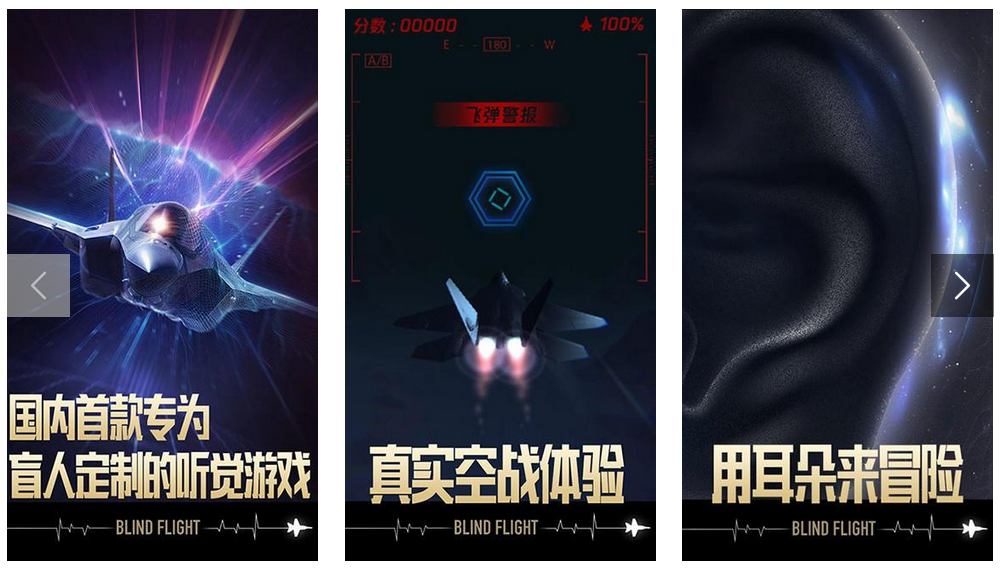 国内首款专为
盲人定制的听觉游戏
BLIND FLIGHT
分数:00000
100%
E - - 180 - - W
[A/B]
飞弹警报
真实空战体验
BLIND FLIGHT
用耳朵来冒险
BLIND FLIGHT